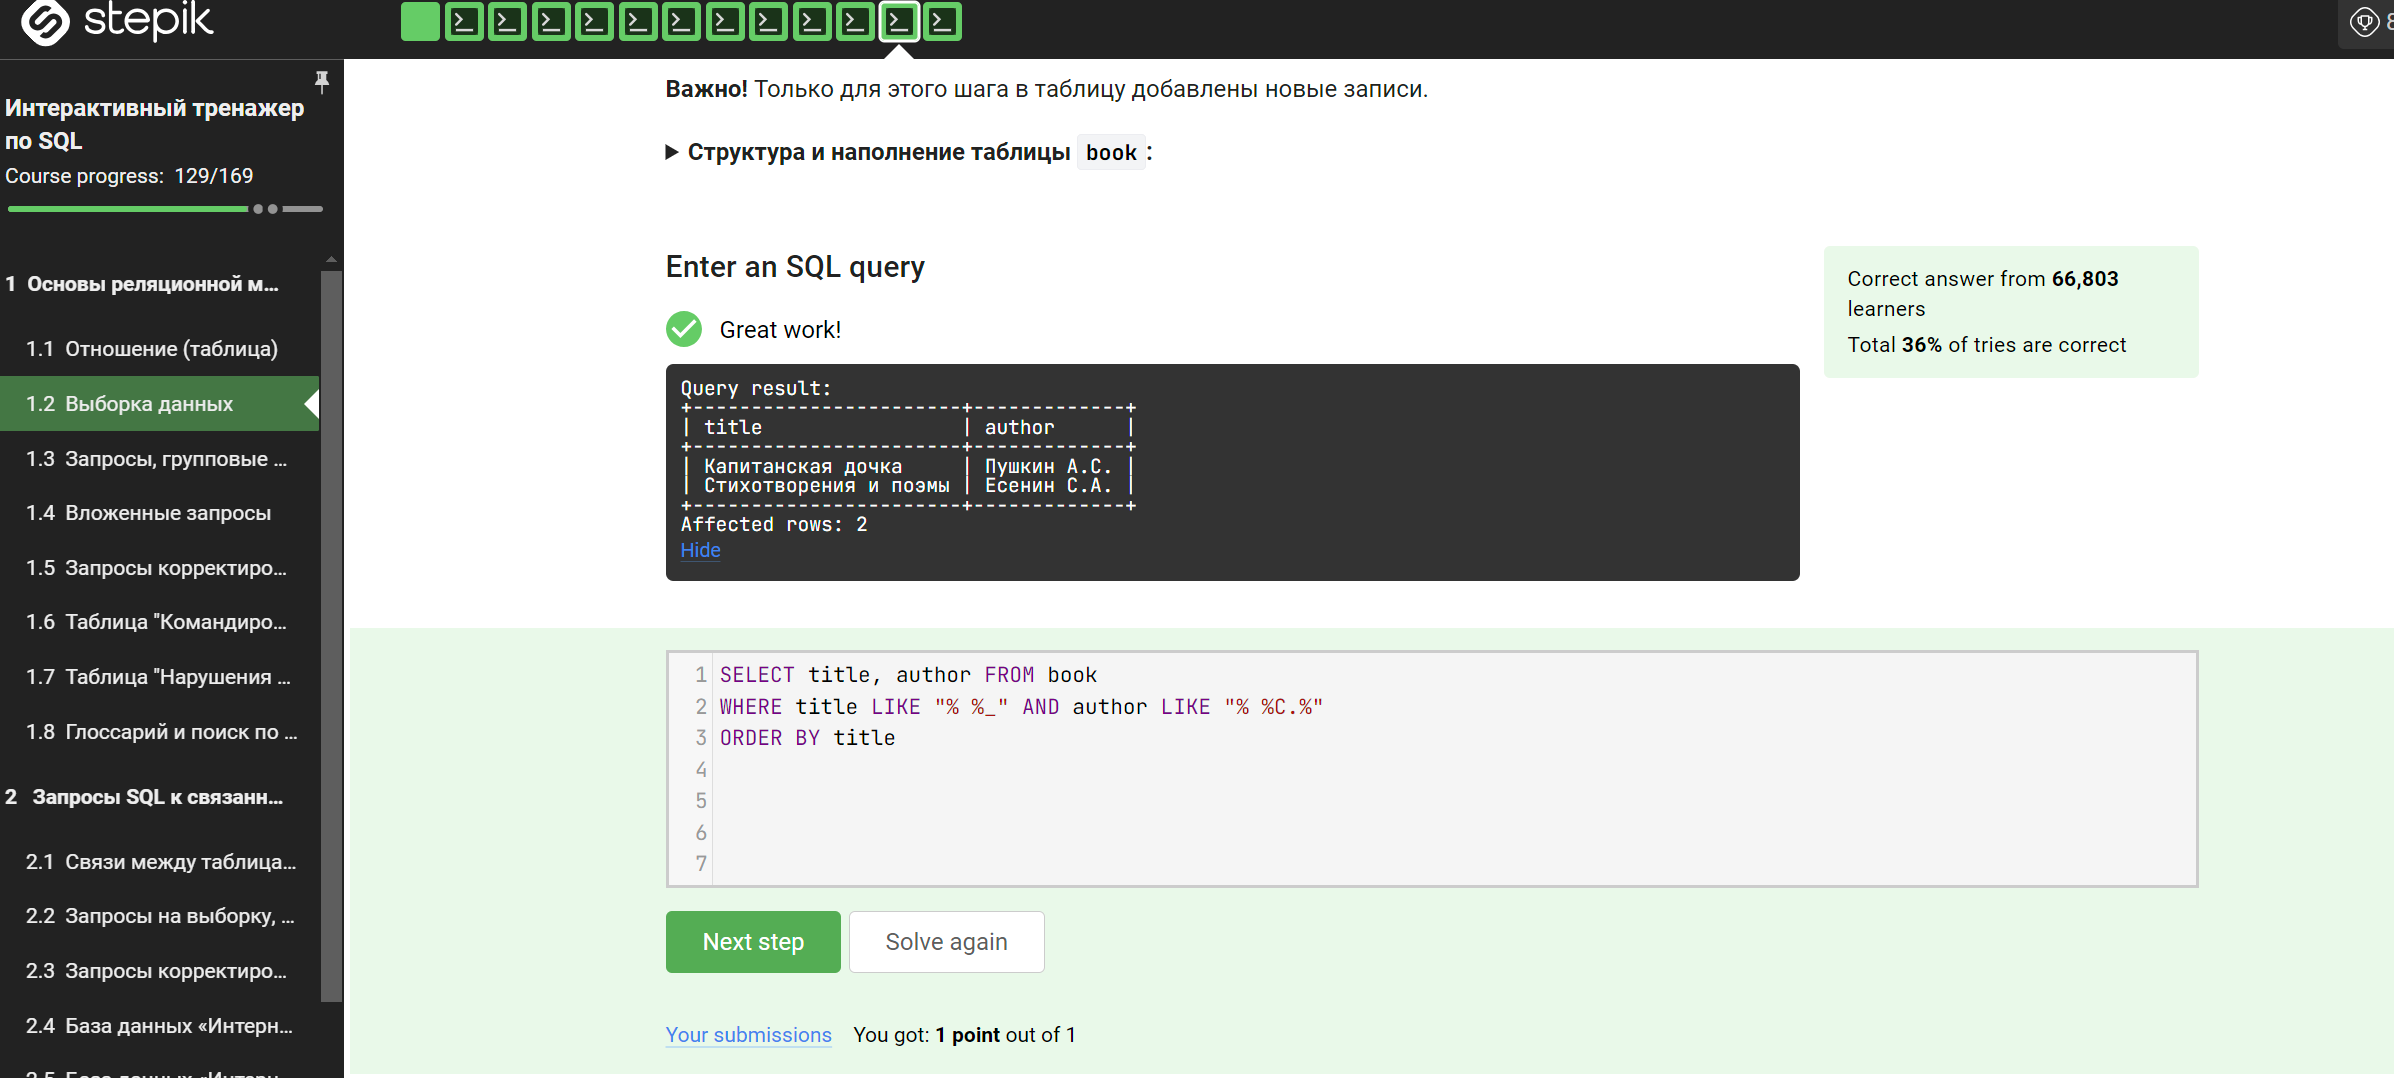 stepik
8
Интерактивный тренажер
по SQL
Course progress: 129/169
1 Основы реляционной м...
1.1 Отношение (таблица)
1.2 Выборка данных
1.3 Запросы, групповые ...
1.4 Вложенные запросы
1.5 Запросы корректиро...
1.6 Таблица "Командиро...
1.7 Таблица "Нарушения ...
1.8 Глоссарий и поиск по ...
2 Запросы SQL к связанн...
2.1 Связи между таблица...
2.2 Запросы на выборку, ...
2.3 Запросы корректиро...
2.4 База данных «Интерн...
2.5 База данных «Интерн...
Важно! Только для этого шага в таблицу добавлены новые записи.
Структура и наполнение таблицы book:
Enter an SQL query
Great work!
Query result:
+-----------------------+-------------+
| title                 | author      |
+-----------------------+-------------+
| Капитанская дочка     | Пушкин А.С. |
| Стихотворения и поэмы | Есенин С.А. |
+-----------------------+-------------+
Affected rows: 2
Hide
Correct answer from 66,803
learners
Total 36% of tries are correct
1 SELECT title, author FROM book
2 WHERE title LIKE "% %_" AND author LIKE "% %С.%"
3 ORDER BY title
4
5
6
7
Next step
Solve again
Your submissions You got: 1 point out of 1